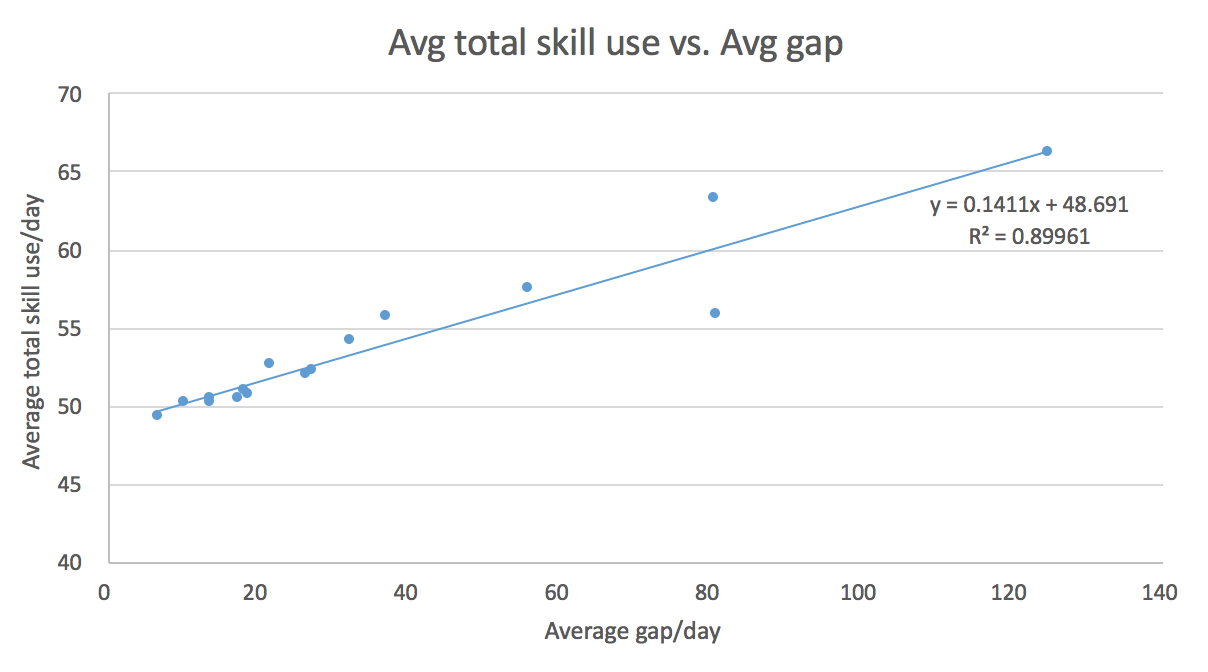 Avg total skill use vs. Avg gap
70
65
60
55
50
45
40
Average total skill use/day
y = 0.1411x + 48.691
R² = 0.89961
0 20 40 60 80 100 120 140
Average gap/day